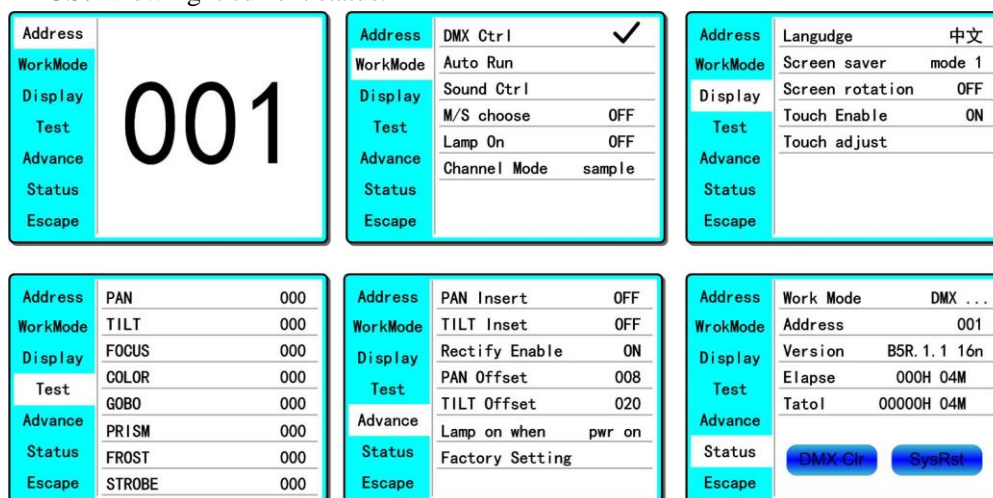 Address
WorkMode
Display
Test
Advance
Status
Escape
001
Address
WorkMode
Display
Test
Advance
Status
Escape
DMX Ctrl
Auto Run
Sound Ctrl
M/S choose OFF
Lamp On OFF
Channel Mode sample
Address
WorkMode
Display
Test
Advance
Status
Escape
Langudge 中文
Screen saver mode 1
Screen rotation OFF
Touch Enable ON
Touch adjust
Address
WorkMode
Display
Test
Advance
Status
Escape
PAN 000
TILT 000
FOCUS 000
COLOR 000
GOBO 000
PRISM 000
FROST 000
STROBE 000
Address
WorkMode
Display
Test
Advance
Status
Escape
PAN Insert OFF
TILT Inset OFF
Rectify Enable ON
PAN Offset 008
TILT Offset 020
Lamp on when pwr on
Factory Setting
Address
WrokMode
Display
Test
Advance
Status
Escape
Work Mode DMX ...
Address 001
Version B5R.1.1 16n
Elapse 000H 04M
Tatol 00000H 04M
DMX Clr SysRst